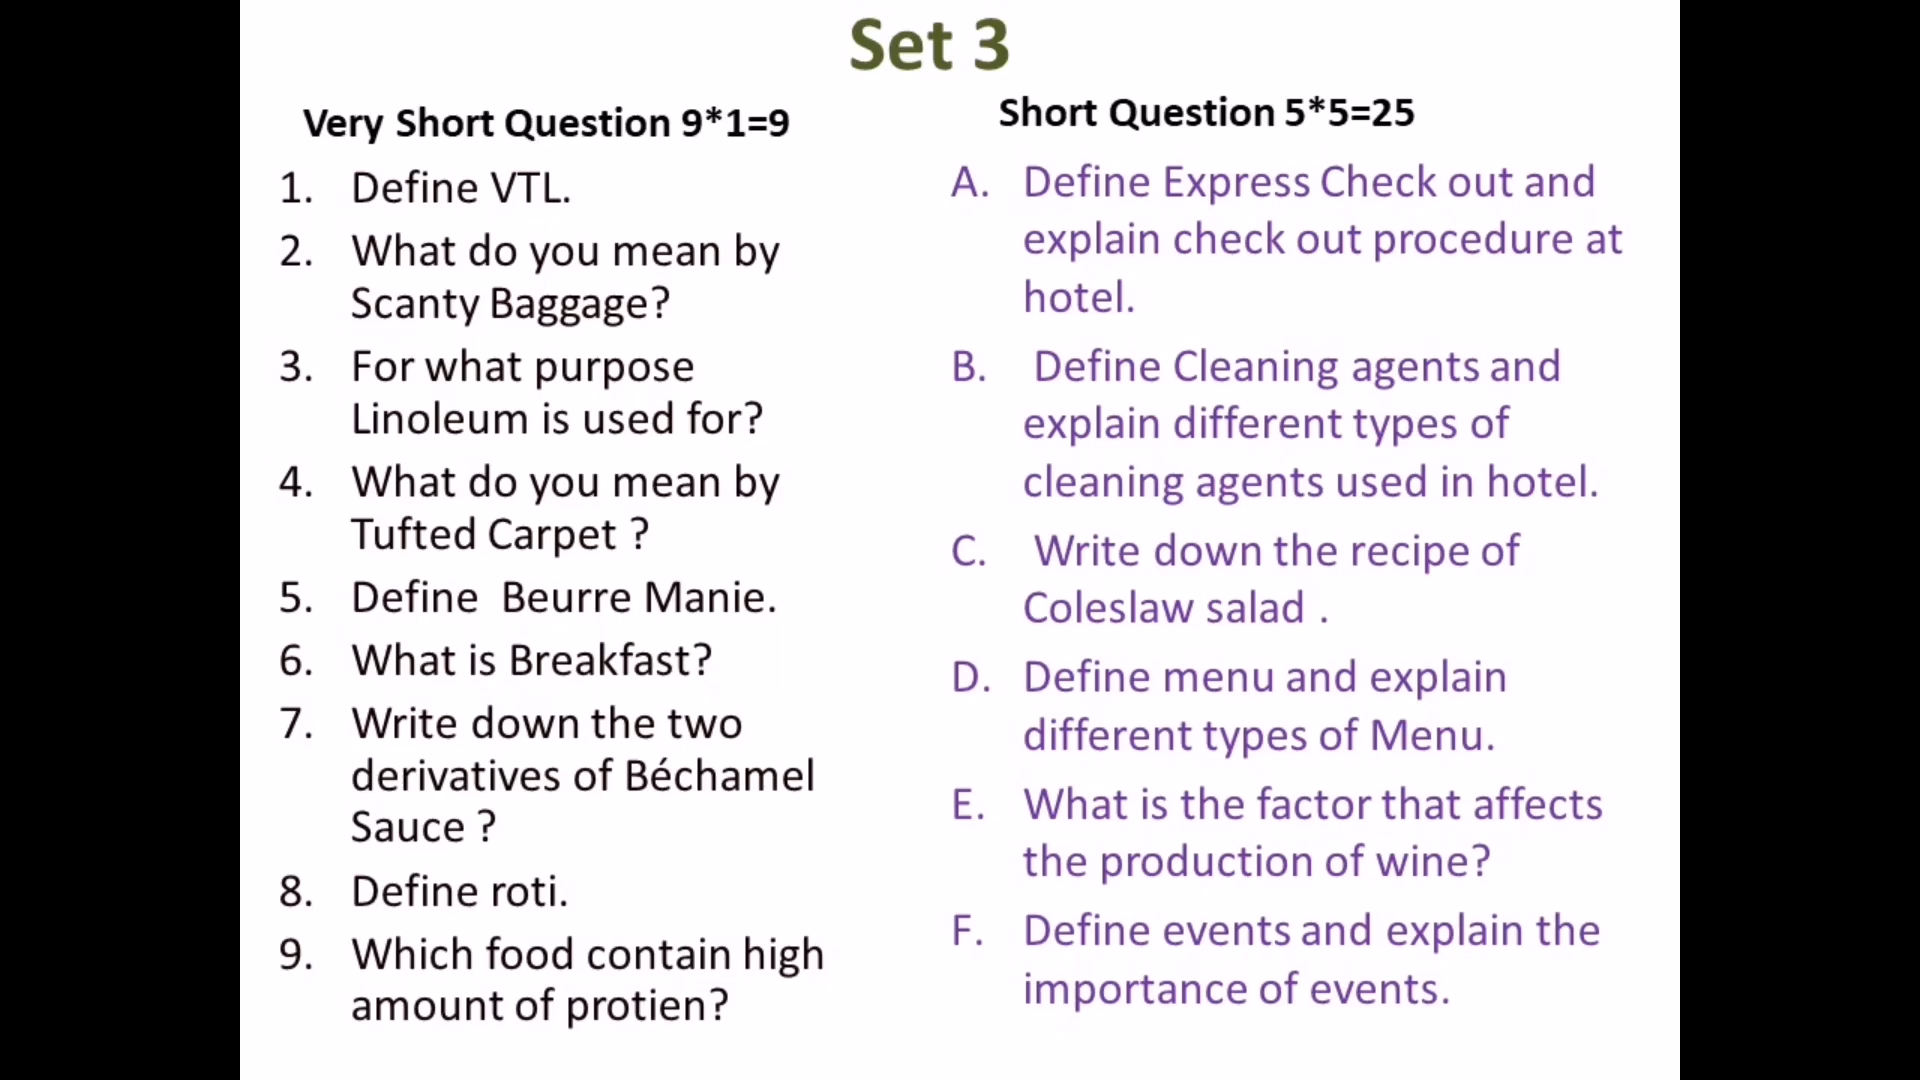 Set 3
Very Short Question 9*1=9
1. Define VTL.
2. What do you mean by
Scanty Baggage?
3. For what purpose
Linoleum is used for?
4. What do you mean by
Tufted Carpet ?
5. Define  Beurre Manie.
6. What is Breakfast?
7. Write down the two
derivatives of Béchamel
Sauce ?
8. Define roti.
9. Which food contain high
amount of protien?
Short Question 5*5=25
A. Define Express Check out and
explain check out procedure at
hotel.
B. Define Cleaning agents and
explain different types of
cleaning agents used in hotel.
C. Write down the recipe of
Coleslaw salad .
D. Define menu and explain
different types of Menu.
E. What is the factor that affects
the production of wine?
F. Define events and explain the
importance of events.